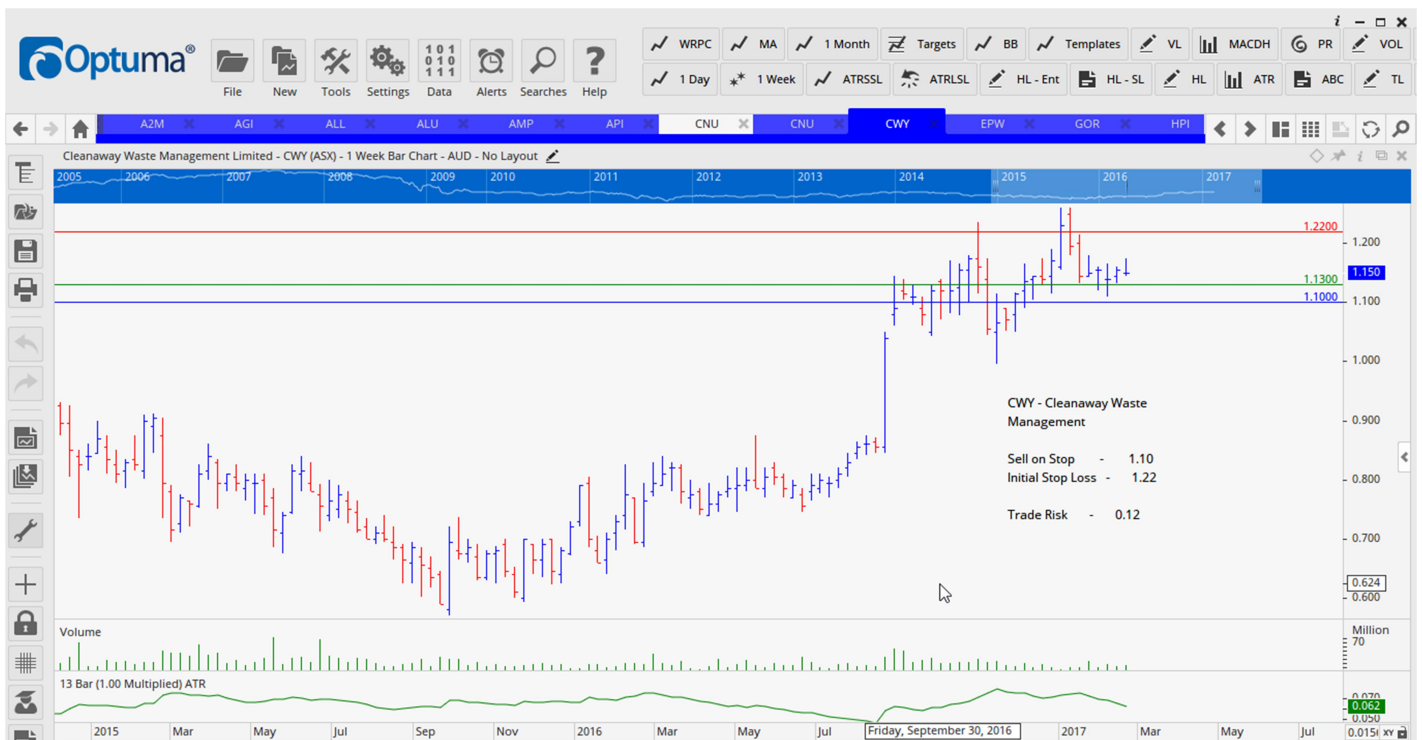 i
Optuma®
File New Tools Settings Data Alerts Searches Help
WRPC MA 1 Month Targets BB Templates VL MACDH PR VOL
1 Day 1 Week ATRSSL ATRLSL HL - Ent HL - SL HL ATR ABC TL
A2M AGI ALL ALU AMP API CNU CNU CWY EPW GOR HPI
Cleanaway Waste Management Limited - CWY (ASX) - 1 Week Bar Chart - AUD - No Layout
2005 2006 2007 2008 2009 2010 2011 2012 2013 2014 2015 2016 2017
1.2200
1.200
1.150
1.1300
1.1000
1.100
1.000
CWY - Cleanaway Waste
Management
0.900
Sell on Stop - 1.10
Initial Stop Loss - 1.22
0.800
Trade Risk - 0.12
0.700
0.624
0.600
Volume
Million
70
13 Bar (1.00 Multiplied) ATR
0.070
0.062
0.050
2015 Mar May Jul Sep Nov 2016 Mar May Jul Friday, September 30, 2016 2017 Mar May Jul
XY